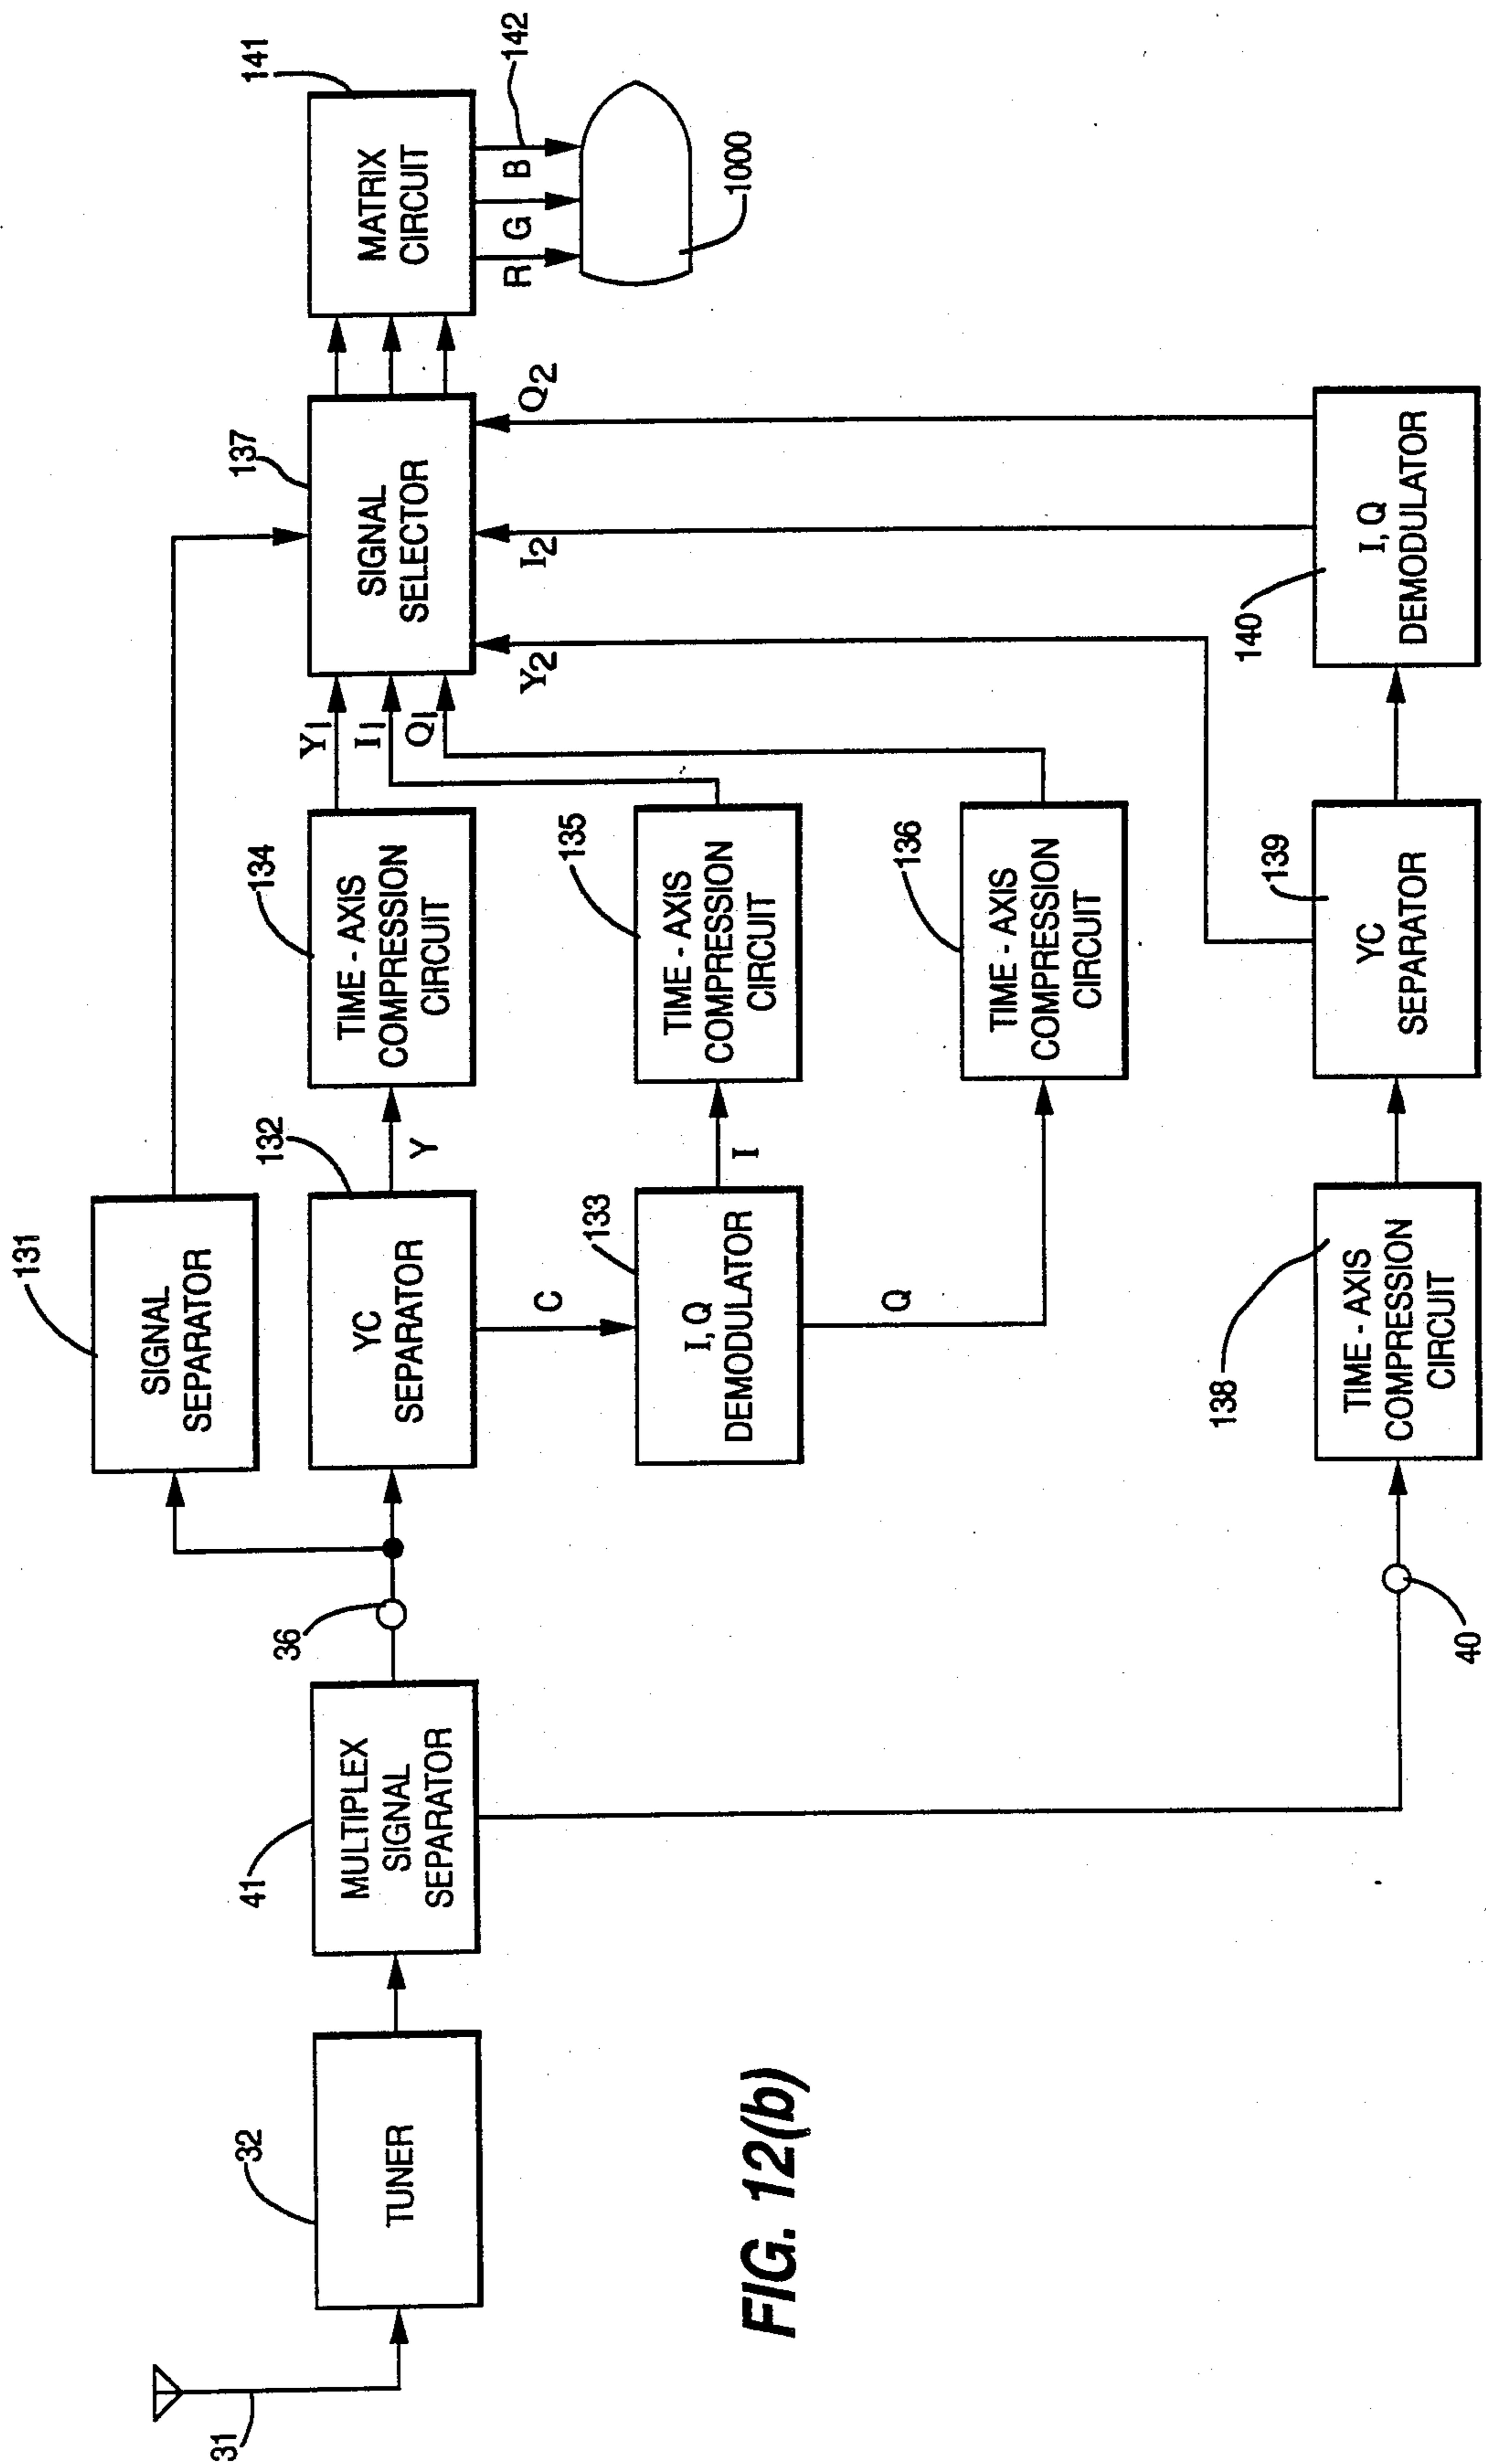 31
32
TUNER
41
MULTIPLEX
SIGNAL
SEPARATOR
36
40
131
SIGNAL
SEPARATOR
132
YC
SEPARATOR
Y
C
133
I, Q
DEMODULATOR
I
Q
134
TIME - AXIS
COMPRESSION
CIRCUIT
135
TIME - AXIS
COMPRESSION
CIRCUIT
136
TIME - AXIS
COMPRESSION
CIRCUIT
138
TIME - AXIS
COMPRESSION
CIRCUIT
139
YC
SEPARATOR
140
I, Q
DEMODULATOR
Y1
I1
Q1
Y2
I2
Q2
137
SIGNAL
SELECTOR
141
MATRIX
CIRCUIT
R
G
B
142
1000
FIG. 12(b)